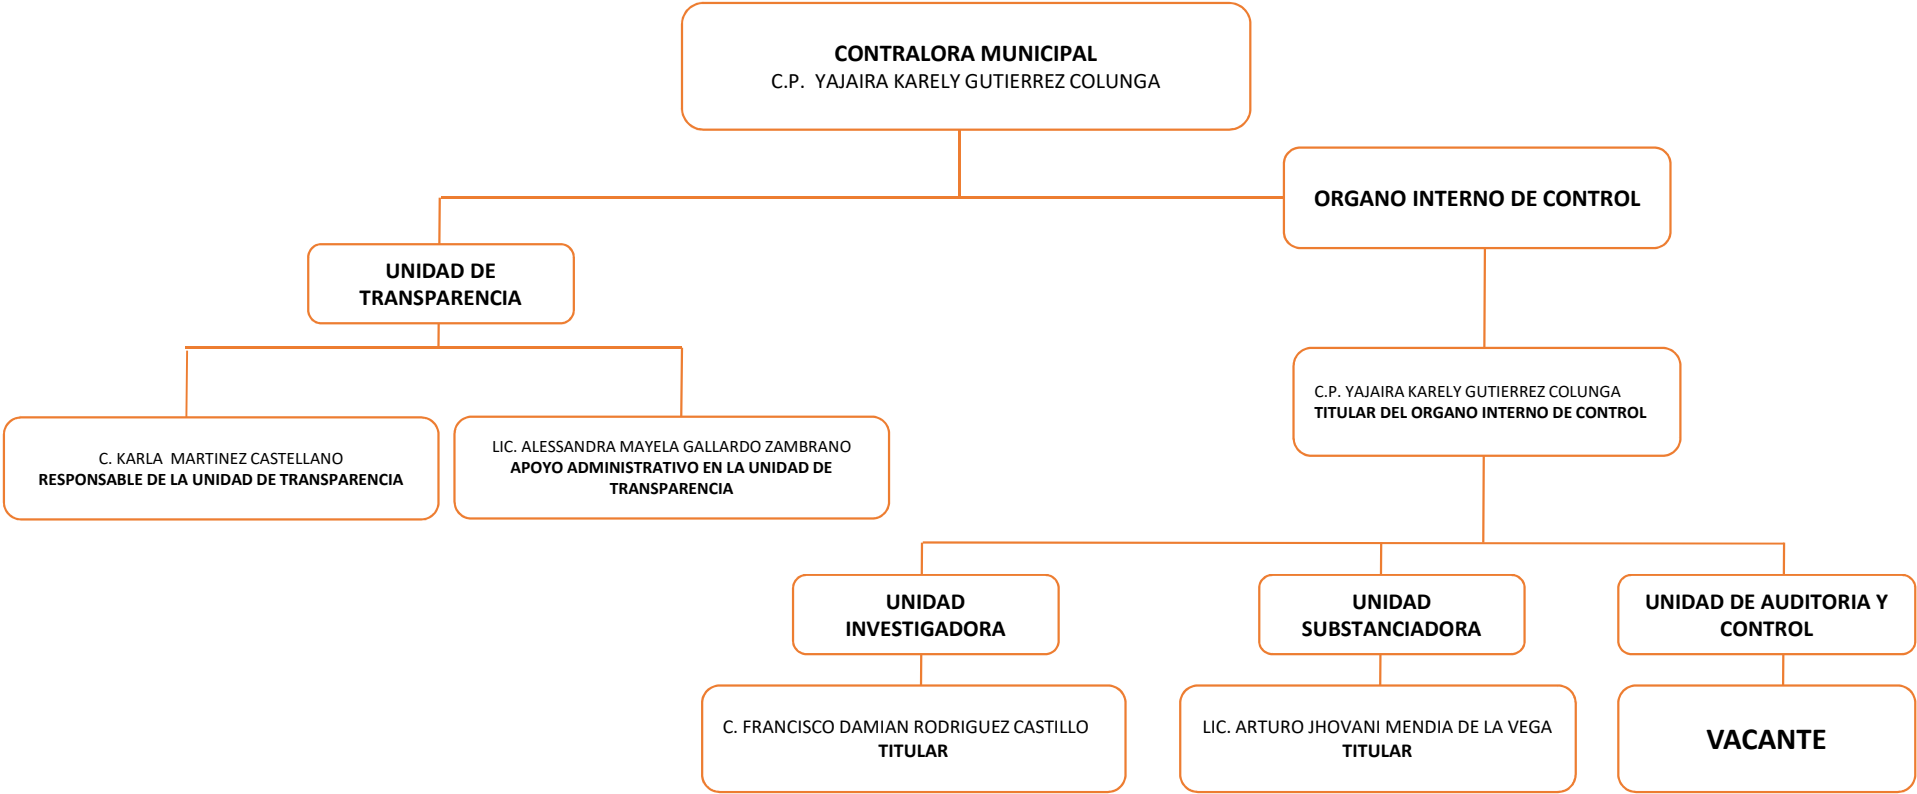 CONTRALORA MUNICIPAL
C.P. YAJAIRA KARELY GUTIERREZ COLUNGA
ORGANO INTERNO DE CONTROL
UNIDAD DE
TRANSPARENCIA
C. KARLA MARTINEZ CASTELLANO
RESPONSABLE DE LA UNIDAD DE TRANSPARENCIA
LIC. ALESSANDRA MAYELA GALLARDO ZAMBRANO
APOYO ADMINISTRATIVO EN LA UNIDAD DE
TRANSPARENCIA
C.P. YAJAIRA KARELY GUTIERREZ COLUNGA
TITULAR DEL ORGANO INTERNO DE CONTROL
UNIDAD
INVESTIGADORA
UNIDAD
SUBSTANCIADORA
UNIDAD DE AUDITORIA Y
CONTROL
C. FRANCISCO DAMIAN RODRIGUEZ CASTILLO
TITULAR
LIC. ARTURO JHOVANI MENDIA DE LA VEGA
TITULAR
VACANTE